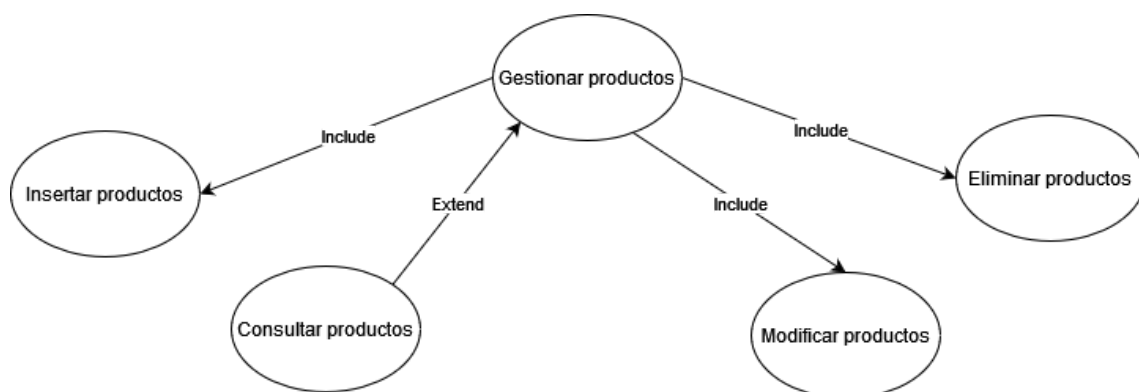 Gestionar productos
Include
Include
Insertar productos
Eliminar productos
Extend
Include
Consultar productos
Modificar productos